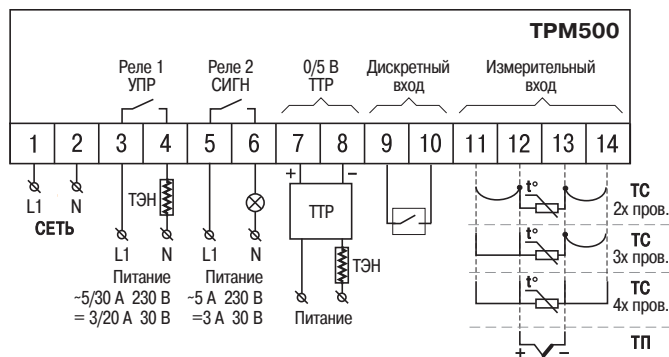 ТРМ500
Реле 1
УПР
Реле 2
СИГН
0/5 В
ТТР
Дискретный
вход
Измерительный
вход
1 2 3 4 5 6 7 8 9 10 11 12 13 14
+ −
L1 N
СЕТЬ
ТЭН
ТТР
L1 N L1 N
ТЭН
Питание
~5/30 А 230 В
= 3/20 А 30 В
Питание
~5 А 230 В
=3 А 30 В
Питание
t°
ТС
2х пров.
t°
ТС
3х пров.
t°
ТС
4х пров.
ТП
+ −